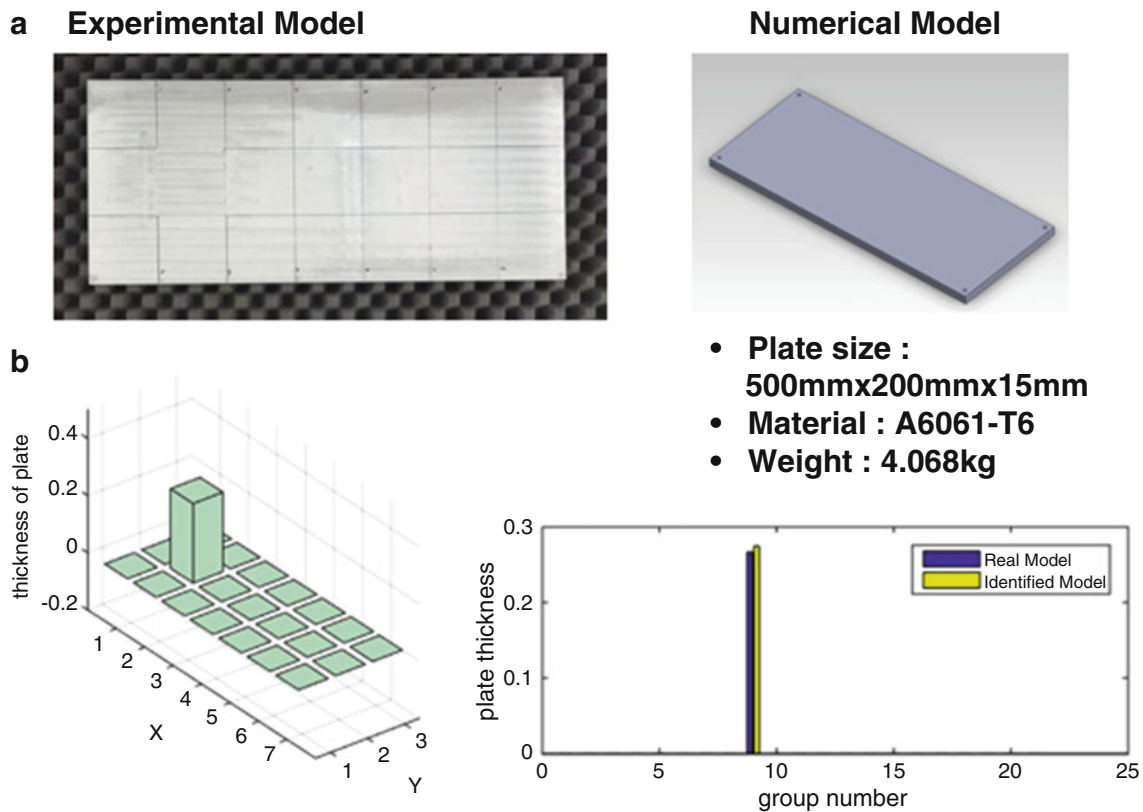 a Experimental Model
Numerical Model
• Plate size :
500mmx200mmx15mm
• Material : A6061-T6
• Weight : 4.068kg
b
thickness of plate
0.4
0.2
0
-0.2
1
2
3
4
5
6
7
X
1
2
3
Y
plate thickness
0.3
0.2
0.1
0
0
5
10
15
20
25
group number
Real Model
Identified Model